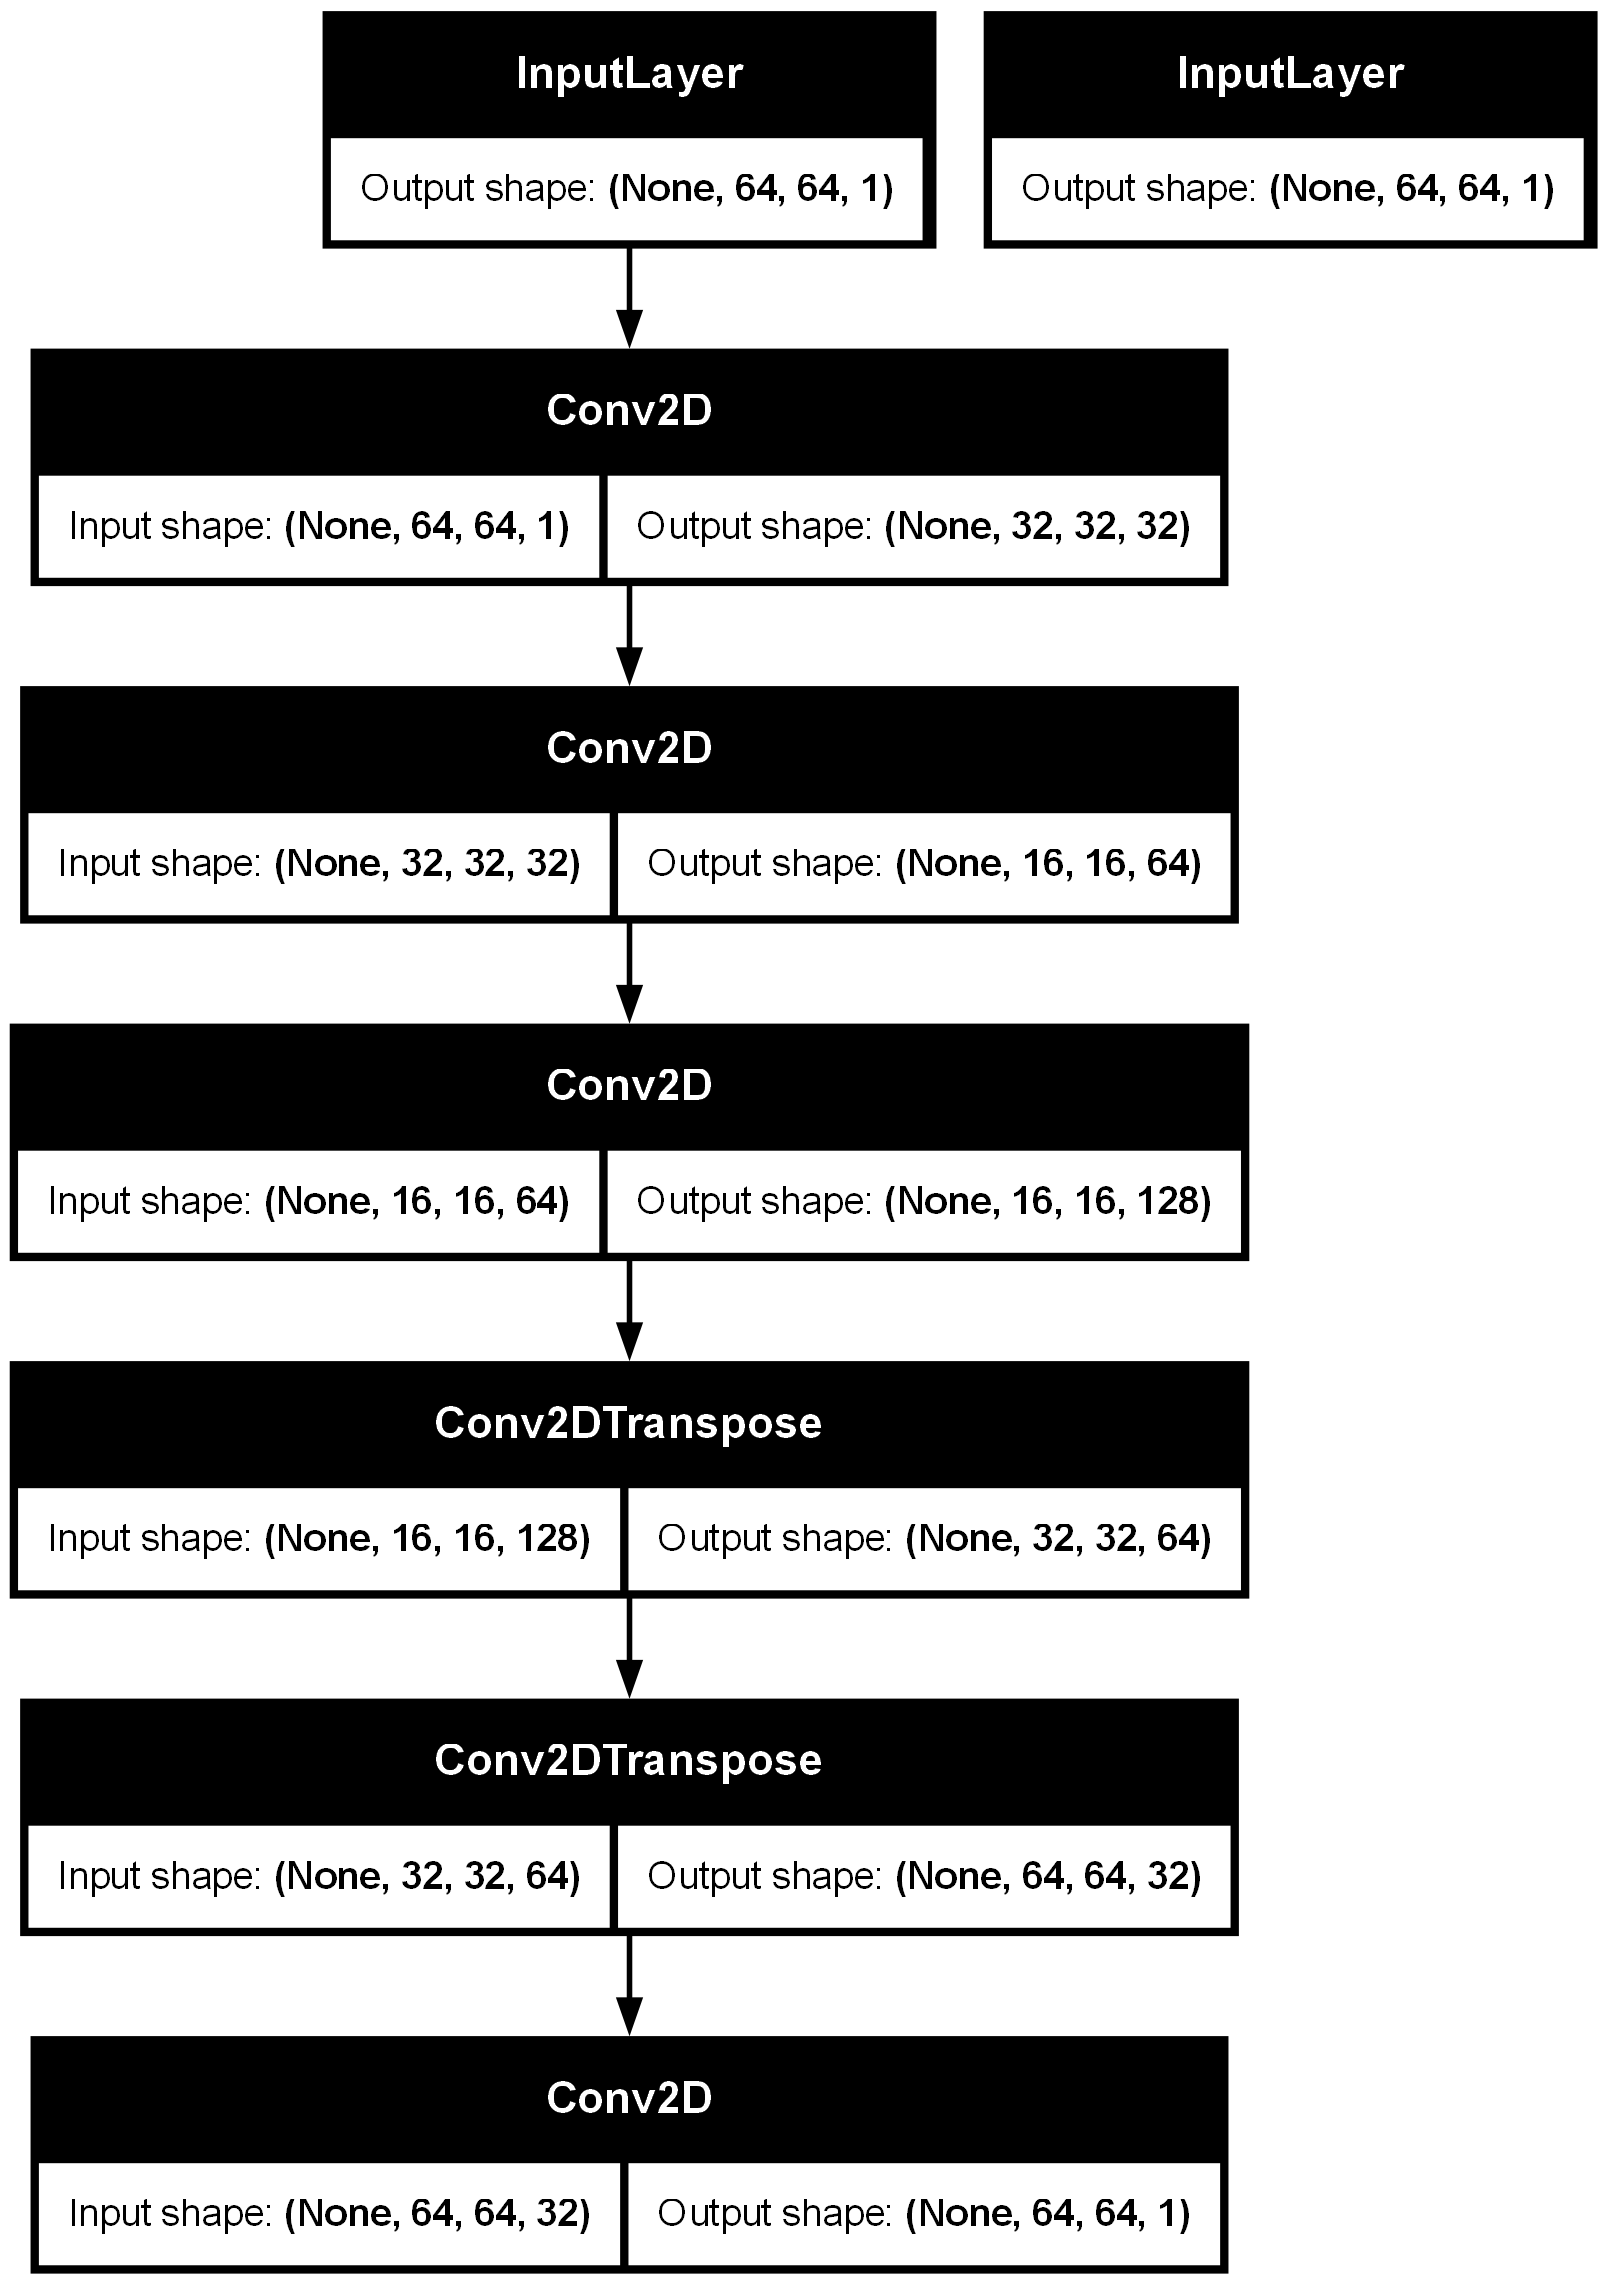 InputLayer
Output shape: (None, 64, 64, 1)
InputLayer
Output shape: (None, 64, 64, 1)
Conv2D
Input shape: (None, 64, 64, 1)
Output shape: (None, 32, 32, 32)
Conv2D
Input shape: (None, 32, 32, 32)
Output shape: (None, 16, 16, 64)
Conv2D
Input shape: (None, 16, 16, 64)
Output shape: (None, 16, 16, 128)
Conv2DTranspose
Input shape: (None, 16, 16, 128)
Output shape: (None, 32, 32, 64)
Conv2DTranspose
Input shape: (None, 32, 32, 64)
Output shape: (None, 64, 64, 32)
Conv2D
Input shape: (None, 64, 64, 32)
Output shape: (None, 64, 64, 1)